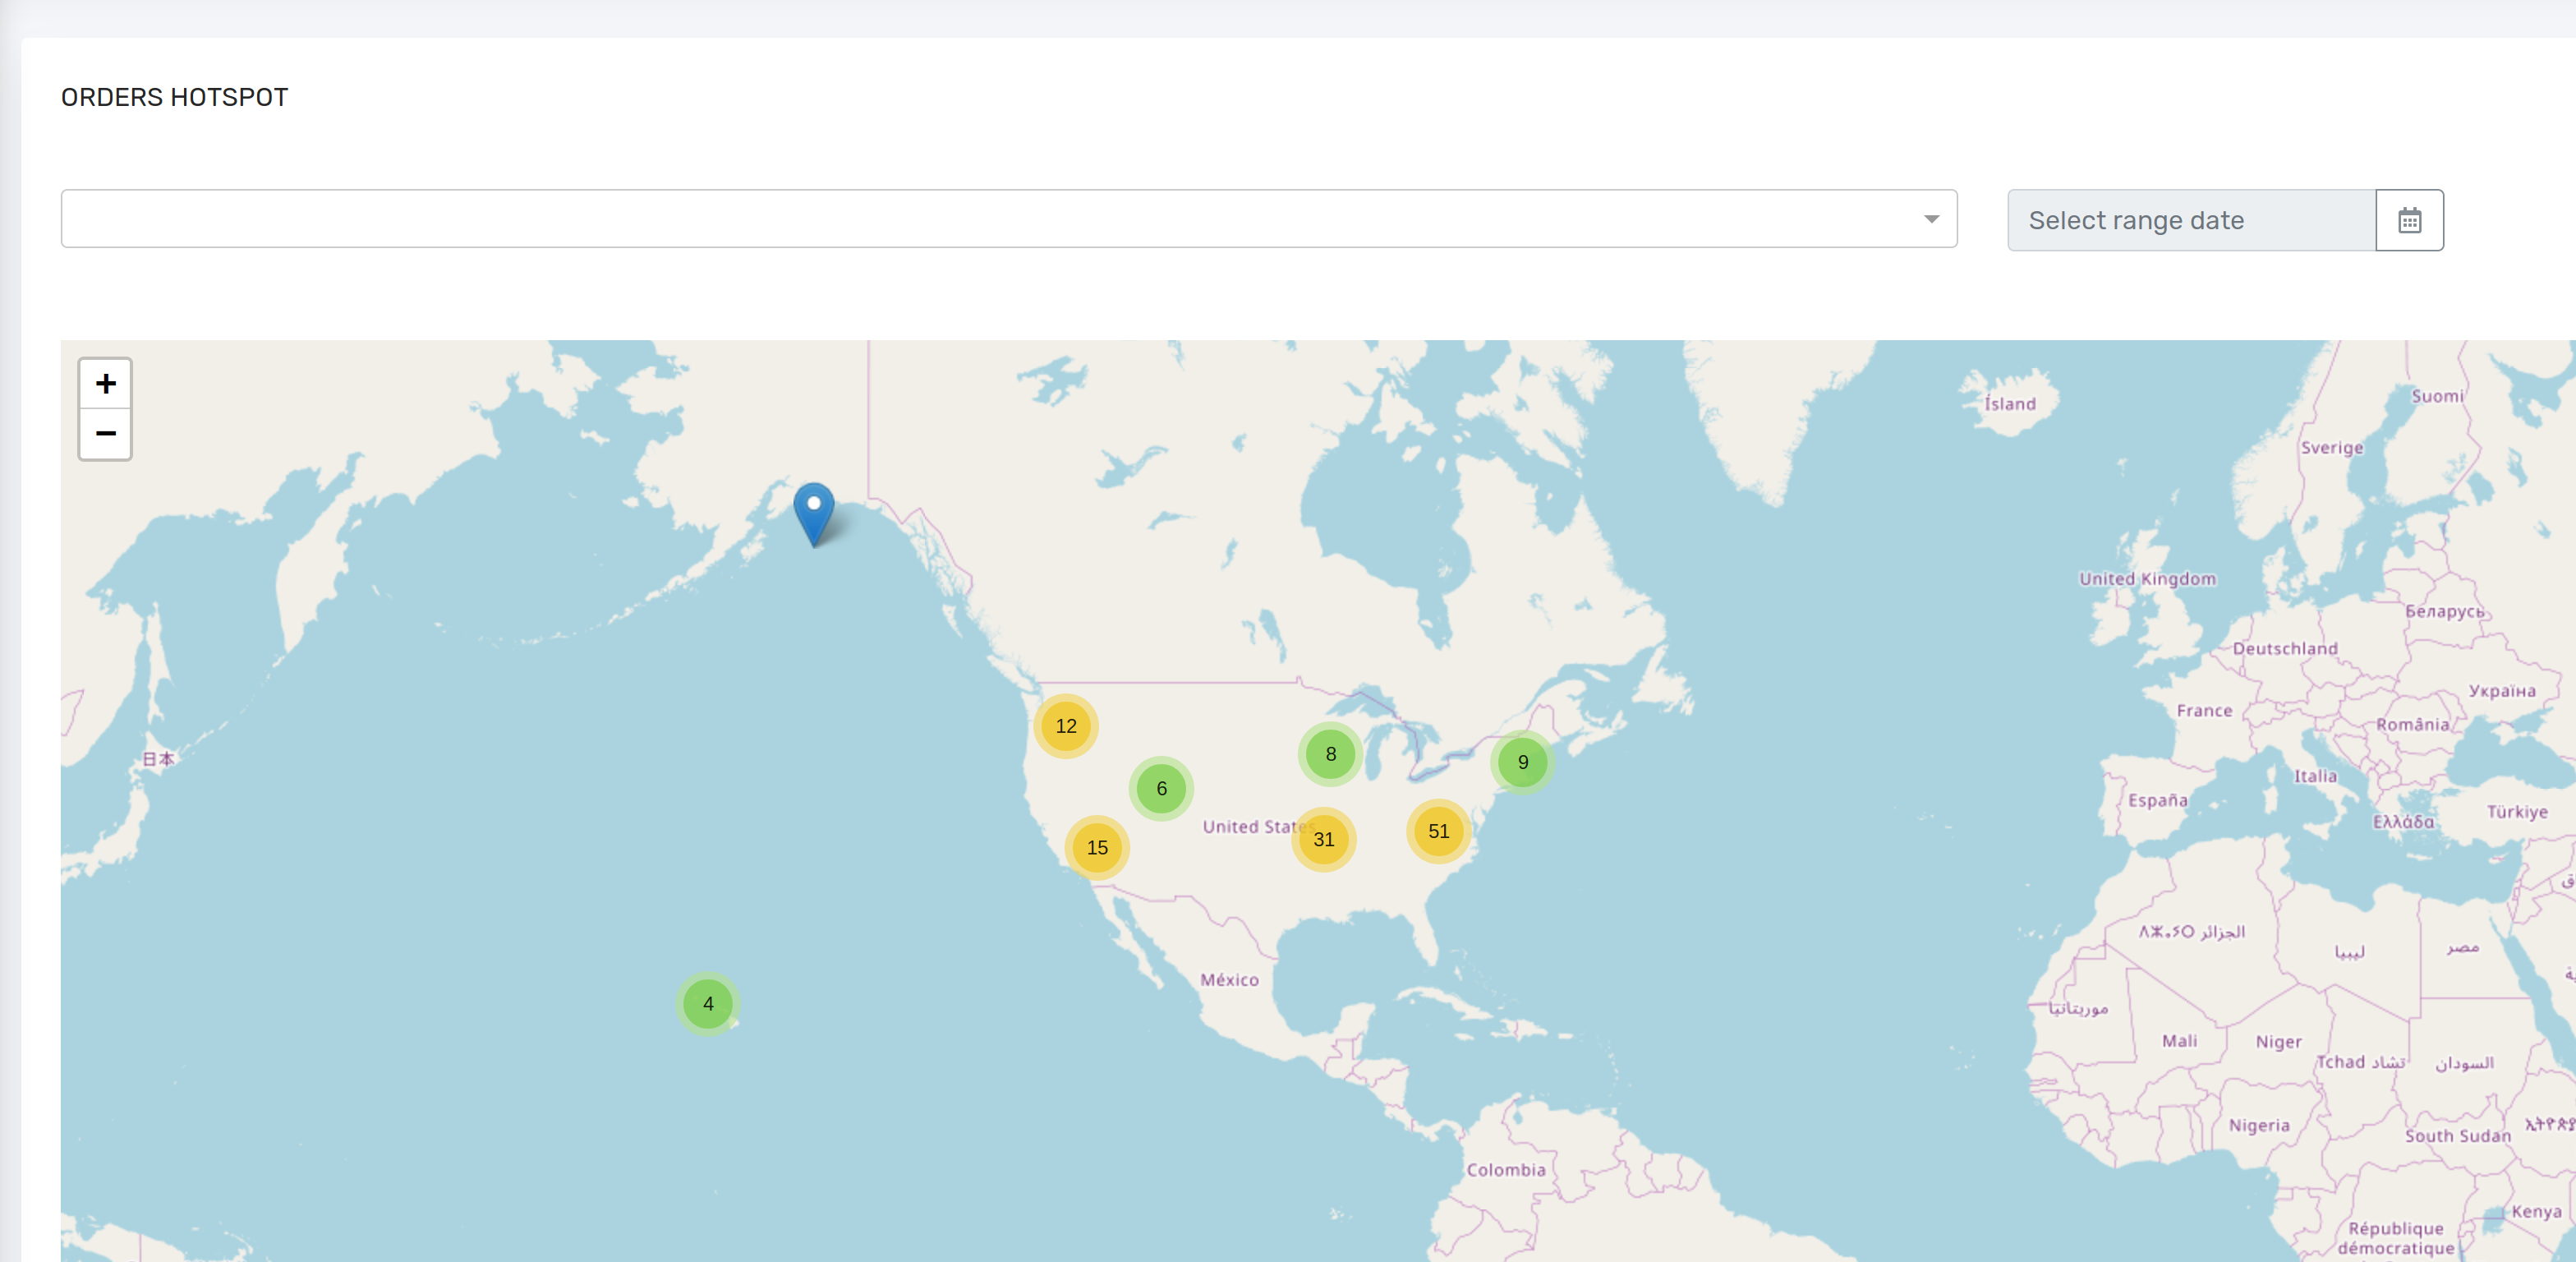 ORDERS HOTSPOT
Select range date
+
−
Ísland
Suomi
Sverige
United Kingdom
Беларусь
Deutschland
Україна
France
România
12
8
9
日本
6
Italia
España
Türkiye
Ελλάδα
United States
31
51
15
الجزائر
ليبيا
مصر
México
4
موريتانيا
Mali
Niger
Tchad تشاد
السودان
Nigeria
South Sudan
Colombia
Kenya
République
démocratique